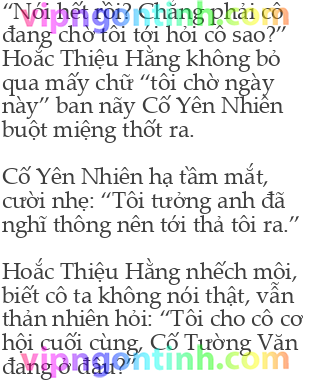 “Nói hết rồi? Chẳng phải cô
đang chờ tôi tới hỏi cô sao?”
Hoắc Thiệu Hằng không bỏ
qua mấy chữ “tôi chờ ngày
này” ban nãy Cố Yên Nhiên
buột miệng thốt ra.
Cố Yên Nhiên hạ tầm mắt,
cười nhẹ: “Tôi tưởng anh đã
nghĩ thông nên tới thả tôi ra.”
Hoắc Thiệu Hằng nhếch môi,
biết cô ta không nói thật, vẫn
thản nhiên hỏi: “Tôi cho cô cơ
hội cuối cùng, Cố Tường Văn
đang ở đâu?”
vipngontinh.com
vipngontinh.com